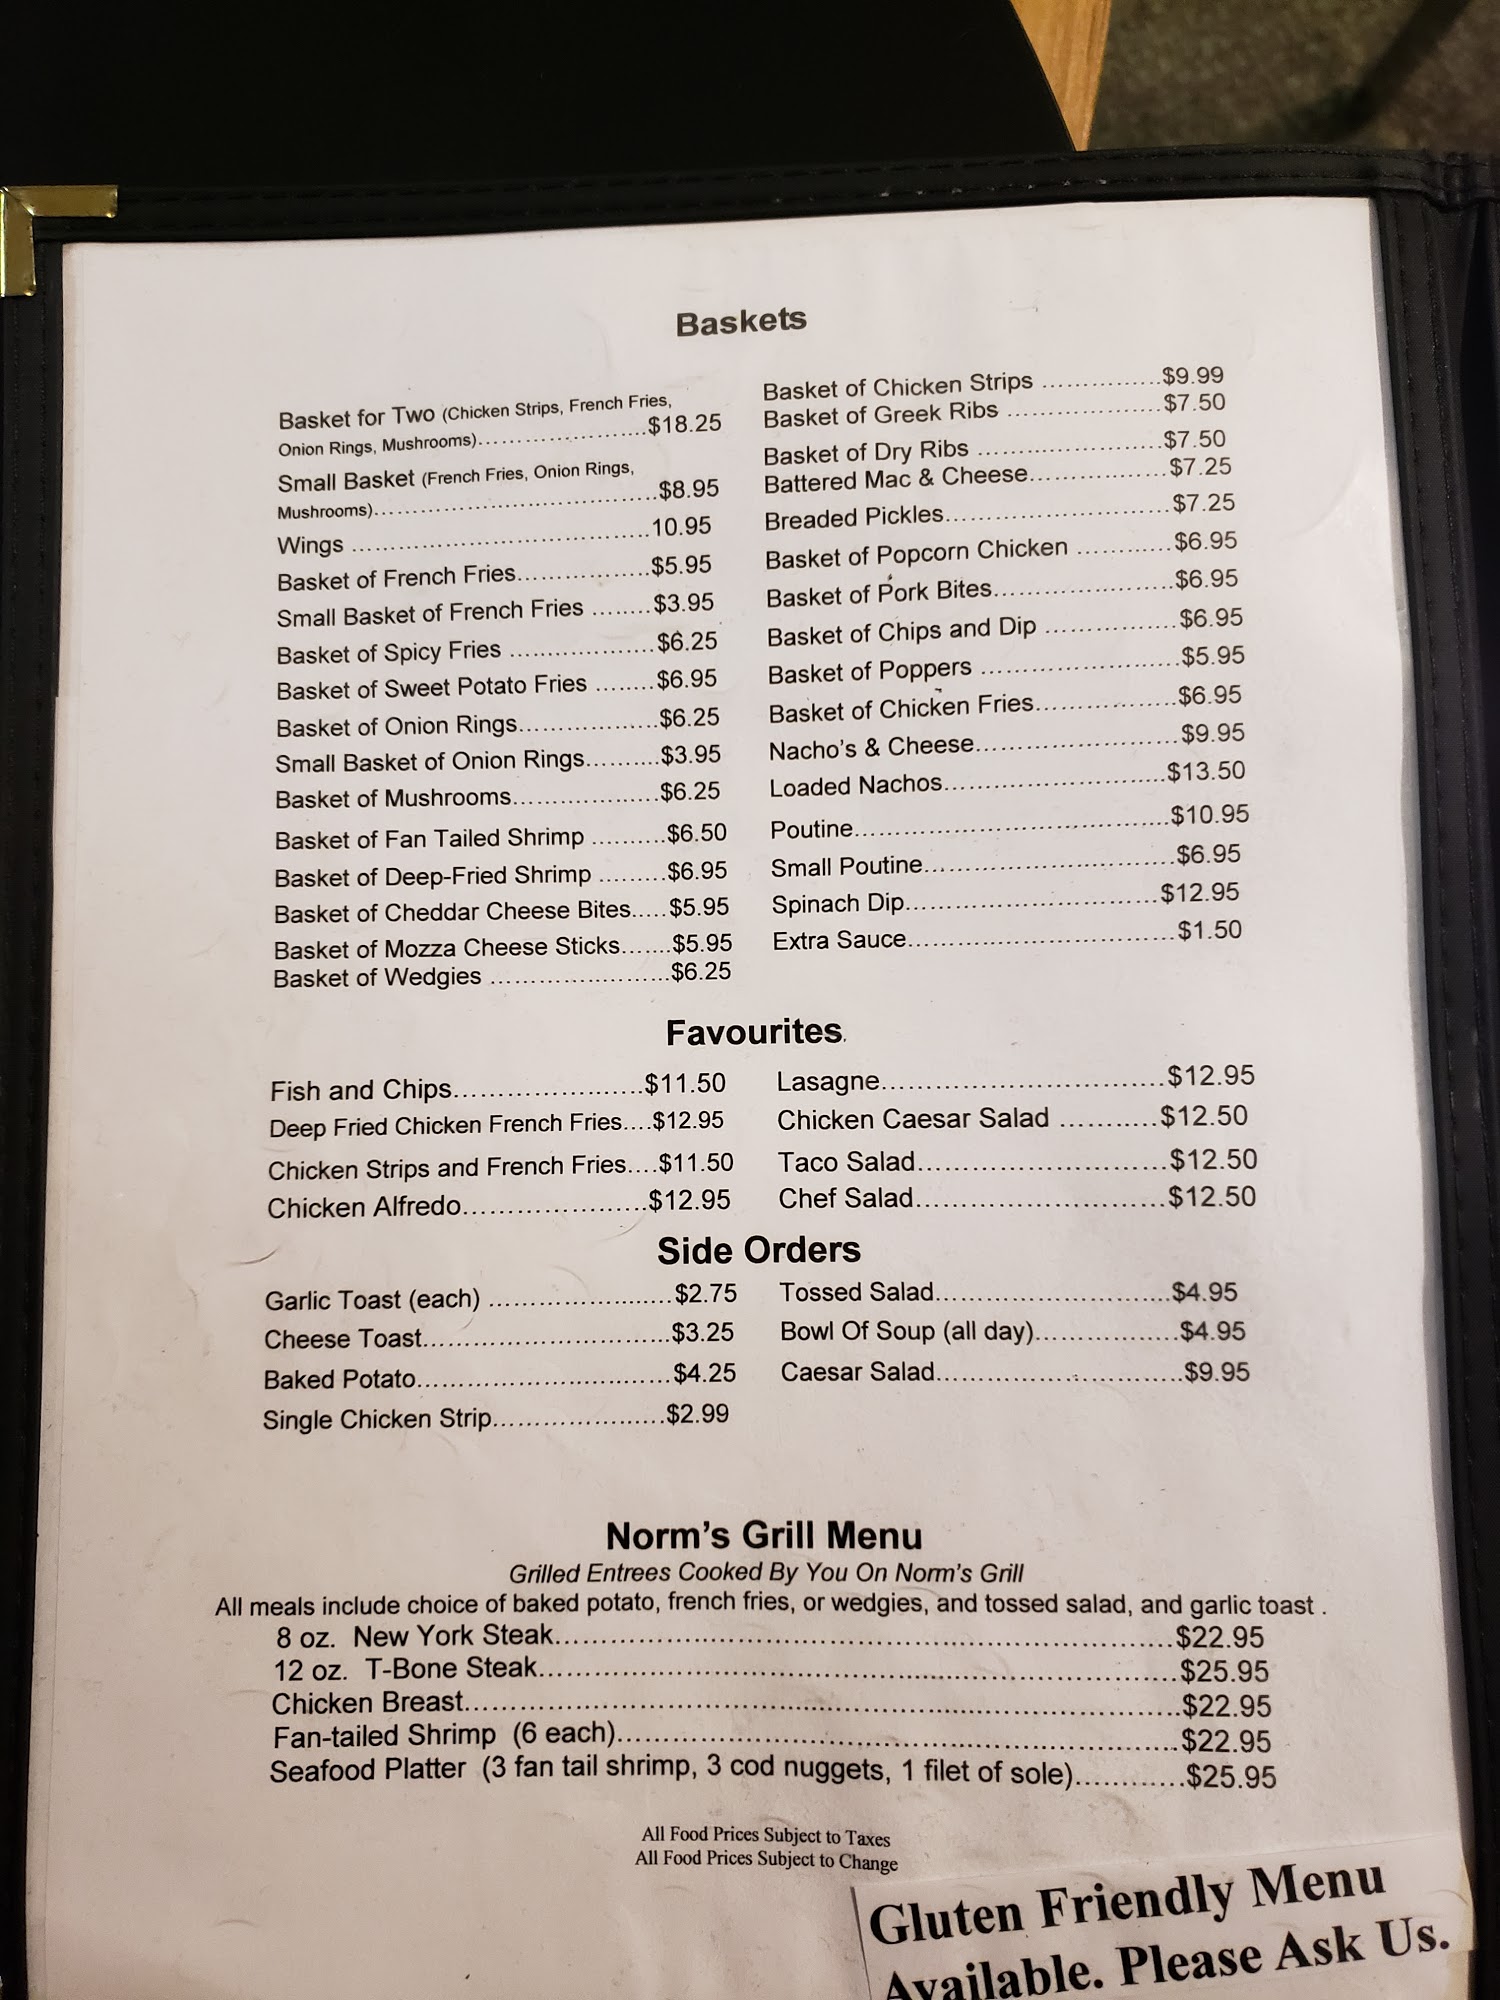 Baskets
Basket for Two (Chicken Strips, French Fries,
Onion Rings, Mushrooms)..........................$18.25
Small Basket (French Fries, Onion Rings,
Mushrooms)......................................$8.95
Wings ......................................10.95
Basket of French Fries..................$5.95
Small Basket of French Fries ........$3.95
Basket of Spicy Fries ...................$6.25
Basket of Sweet Potato Fries ........$6.95
Basket of Onion Rings...................$6.25
Small Basket of Onion Rings..........$3.95
Basket of Mushrooms....................$6.25
Basket of Fan Tailed Shrimp ..........$6.50
Basket of Deep-Fried Shrimp .........$6.95
Basket of Cheddar Cheese Bites.....$5.95
Basket of Mozza Cheese Sticks.......$5.95
Basket of Wedgies ........................$6.25
Basket of Chicken Strips ................$9.99
Basket of Greek Ribs .....................$7.50
Basket of Dry Ribs .........................$7.50
Battered Mac & Cheese...................$7.25
Breaded Pickles..............................$7.25
Basket of Popcorn Chicken .............$6.95
Basket of Pork Bites........................$6.95
Basket of Chips and Dip ..................$6.95
Basket of Poppers ...........................$5.95
Basket of Chicken Fries...................$6.95
Nacho's & Cheese...........................$9.95
Loaded Nachos..............................$13.50
Poutine..........................................$10.95
Small Poutine.................................$6.95
Spinach Dip..................................$12.95
Extra Sauce....................................$1.50
Favourites.
Fish and Chips.........................$11.50
Deep Fried Chicken French Fries....$12.95
Chicken Strips and French Fries....$11.50
Chicken Alfredo.........................$12.95
Lasagne......................................$12.95
Chicken Caesar Salad ...........$12.50
Taco Salad.................................$12.50
Chef Salad.................................$12.50
Side Orders
Garlic Toast (each) ........................$2.75
Cheese Toast.................................$3.25
Baked Potato..................................$4.25
Single Chicken Strip.......................$2.99
Tossed Salad................................$4.95
Bowl Of Soup (all day)...................$4.95
Caesar Salad.................................$9.95
Norm's Grill Menu
Grilled Entrees Cooked By You On Norm's Grill
All meals include choice of baked potato, french fries, or wedgies, and tossed salad, and garlic toast .
8 oz. New York Steak..................................................................$22.95
12 oz. T-Bone Steak....................................................................$25.95
Chicken Breast............................................................................$22.95
Fan-tailed Shrimp (6 each)...........................................................$22.95
Seafood Platter (3 fan tail shrimp, 3 cod nuggets, 1 filet of sole)............$25.95
All Food Prices Subject to Taxes
All Food Prices Subject to Change
Gluten Friendly Menu
Available. Please Ask Us.